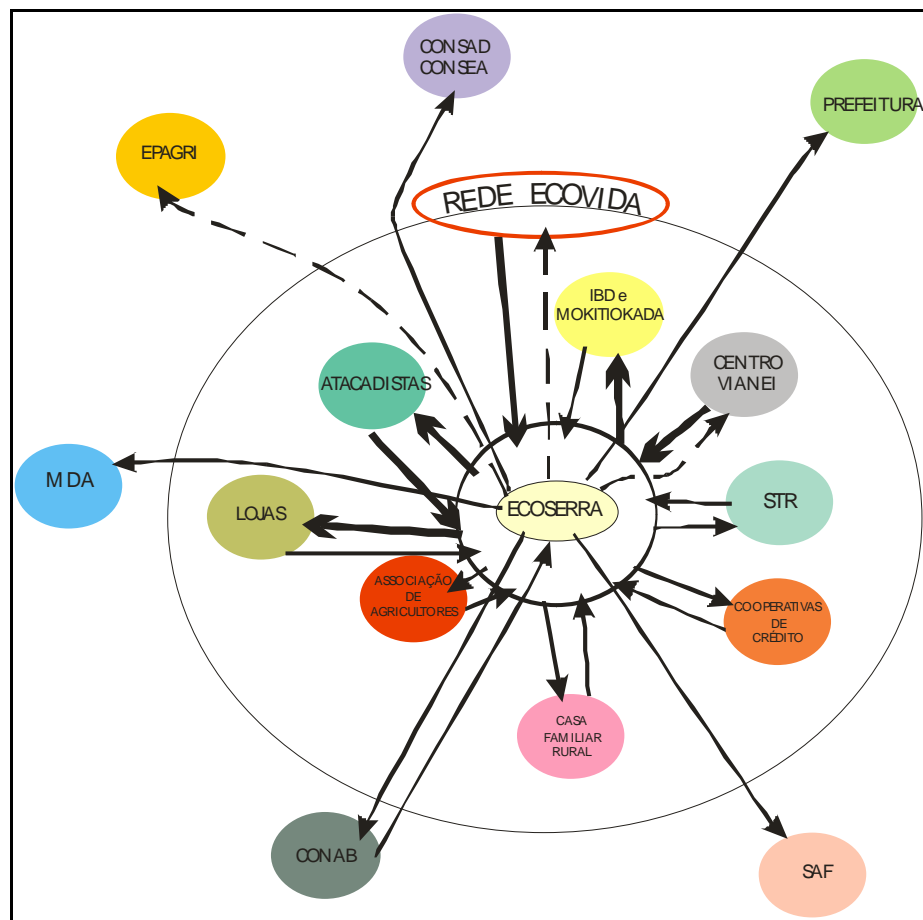 CONSAD
CONSEA
PREFEITURA
EPAGRI
REDE ECOVIDA
IBD e
MOKITIOKADA
CENTRO
VIANEI
ATACADISTAS
MDA
LOJAS
ECOSERRA
STR
ASSOCIAÇÃO
DE
AGRICULTORES
COOPERATIVAS
DE
CRÉDITO
CASA
FAMILIAR
RURAL
CONAB
SAF